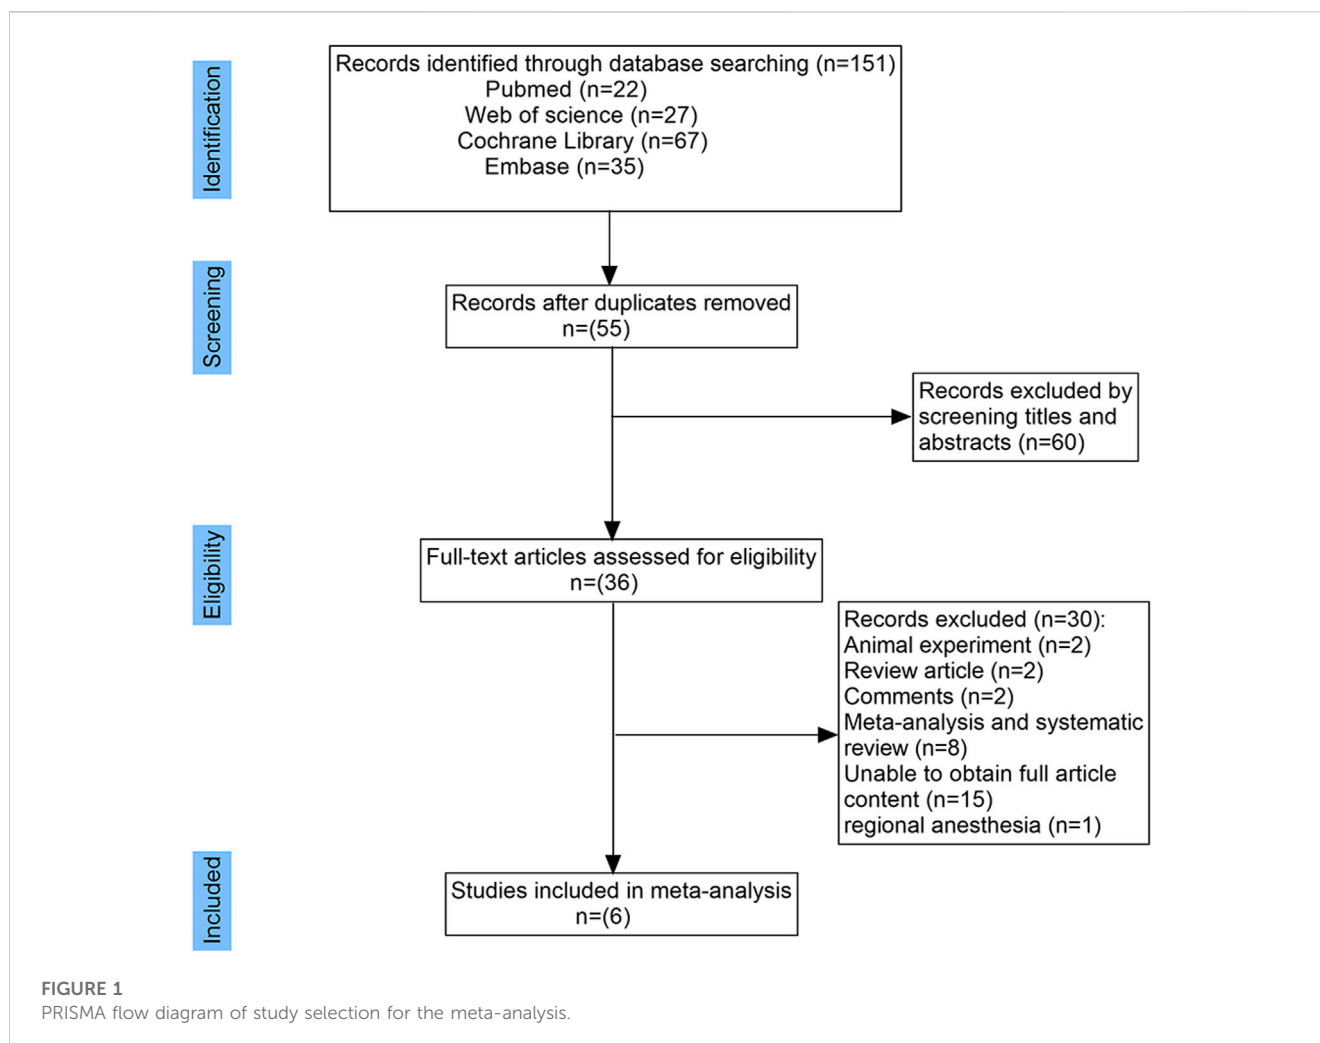 Identification
Records identified through database searching (n=151)
Pubmed (n=22)
Web of science (n=27)
Cochrane Library (n=67)
Embase (n=35)
Screening
Records after duplicates removed
n=(55)
Records excluded by
screening titles and
abstracts (n=60)
Eligibility
Full-text articles assessed for eligibility
n=(36)
Records excluded (n=30):
Animal experiment (n=2)
Review article (n=2)
Comments (n=2)
Meta-analysis and systematic
review (n=8)
Unable to obtain full article
content (n=15)
regional anesthesia (n=1)
Included
Studies included in meta-analysis
n=(6)
FIGURE 1
PRISMA flow diagram of study selection for the meta-analysis.